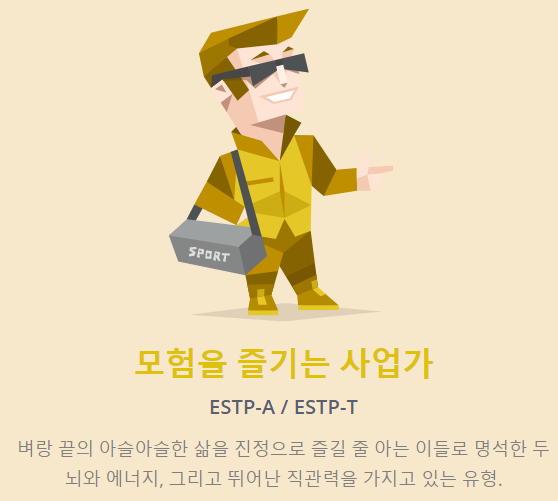 SPORT
모험을 즐기는 사업가
ESTP-A / ESTP-T
벼랑 끝의 아슬아슬한 삶을 진정으로 즐길 줄 아는 이들로 명석한 두
뇌와 에너지, 그리고 뛰어난 직관력을 가지고 있는 유형.